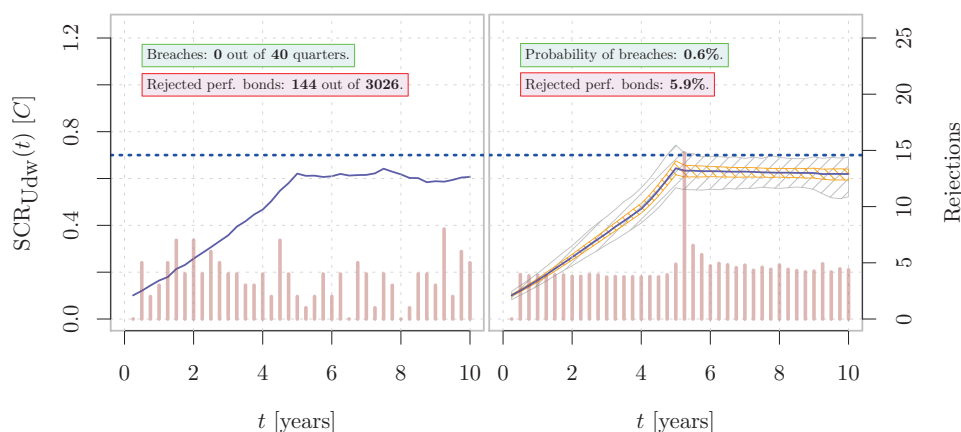 Breaches: 0 out of 40 quarters.
Rejected perf. bonds: 144 out of 3026.
Probability of breaches: 0.6%.
Rejected perf. bonds: 5.9%.
SCR_Udw(t) [C]
0.0
0.4
0.8
1.2
Rejections
0
5
10
15
20
25
0 2 4 6 8 10
0 2 4 6 8 10
t [years]
t [years]